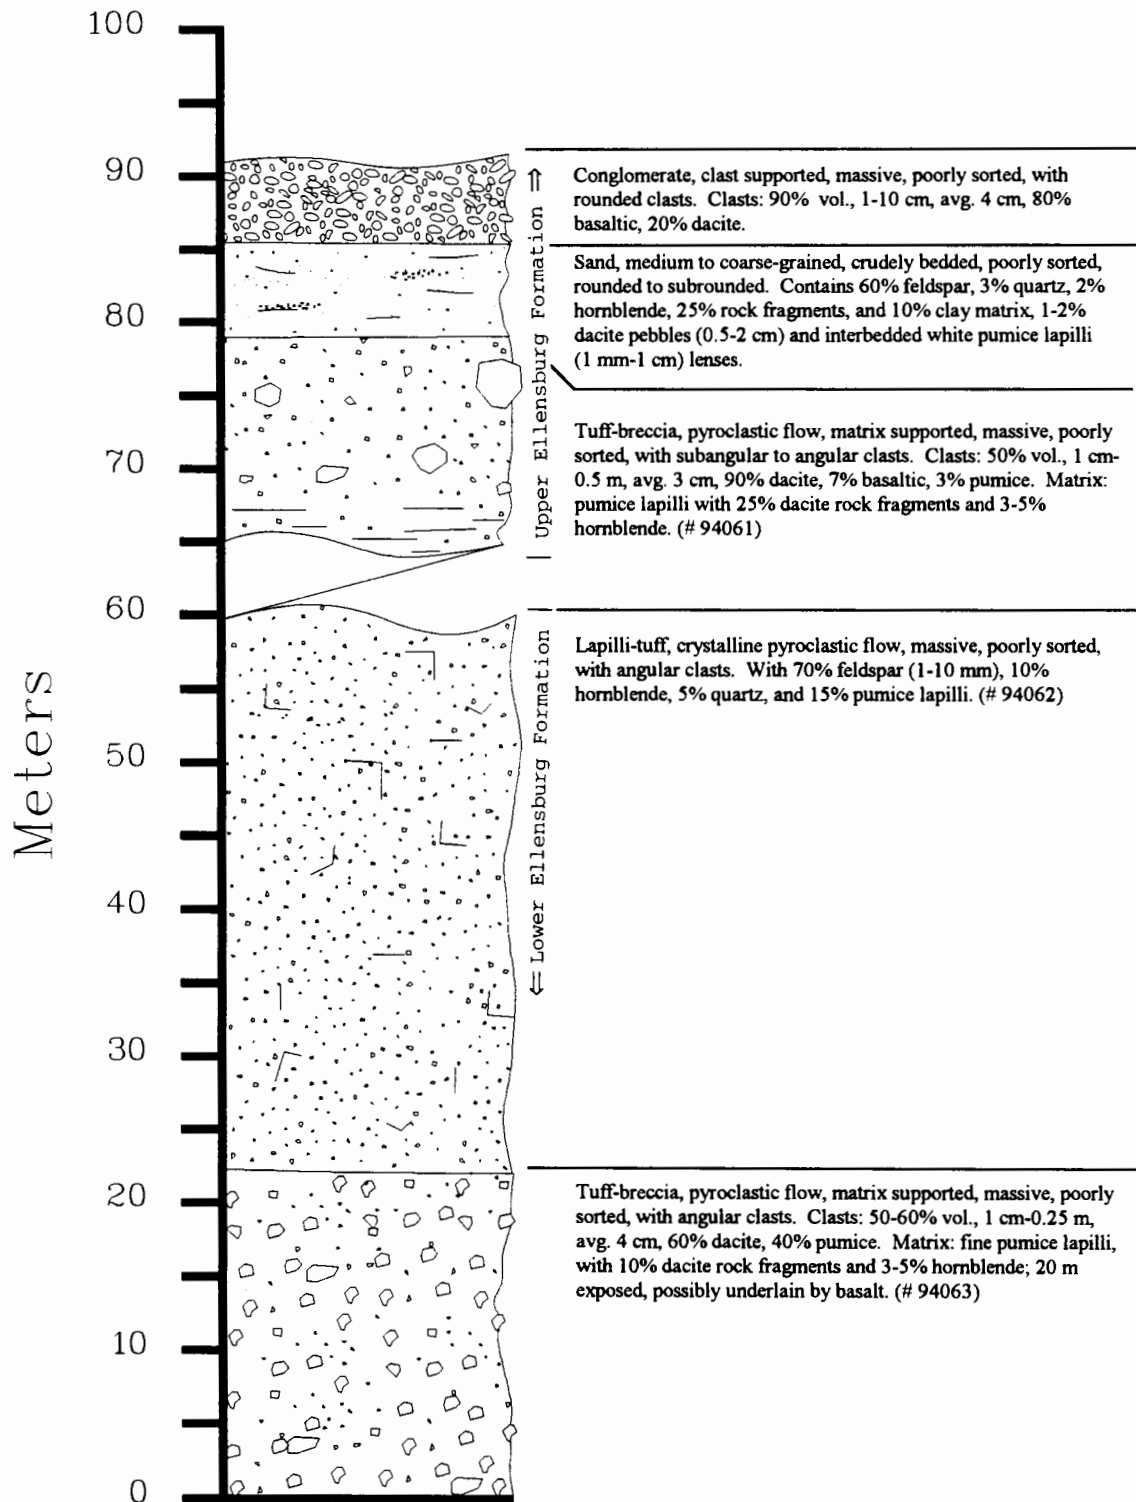 100
90
80
70
60
50
40
30
20
10
0
Meters
⇐ Lower Ellensburg Formation
| Upper Ellensburg Formation ⇒
Conglomerate, clast supported, massive, poorly sorted, with
rounded clasts. Clasts: 90% vol., 1-10 cm, avg. 4 cm, 80%
basaltic, 20% dacite.
Sand, medium to coarse-grained, crudely bedded, poorly sorted,
rounded to subrounded. Contains 60% feldspar, 3% quartz, 2%
hornblende, 25% rock fragments, and 10% clay matrix, 1-2%
dacite pebbles (0.5-2 cm) and interbedded white pumice lapilli
(1 mm-1 cm) lenses.
Tuff-breccia, pyroclastic flow, matrix supported, massive, poorly
sorted, with subangular to angular clasts. Clasts: 50% vol., 1 cm-
0.5 m, avg. 3 cm, 90% dacite, 7% basaltic, 3% pumice. Matrix:
pumice lapilli with 25% dacite rock fragments and 3-5%
hornblende. (# 94061)
Lapilli-tuff, crystalline pyroclastic flow, massive, poorly sorted,
with angular clasts. With 70% feldspar (1-10 mm), 10%
hornblende, 5% quartz, and 15% pumice lapilli. (# 94062)
Tuff-breccia, pyroclastic flow, matrix supported, massive, poorly
sorted, with angular clasts. Clasts: 50-60% vol., 1 cm-0.25 m,
avg. 4 cm, 60% dacite, 40% pumice. Matrix: fine pumice lapilli,
with 10% dacite rock fragments and 3-5% hornblende; 20 m
exposed, possibly underlain by basalt. (# 94063)